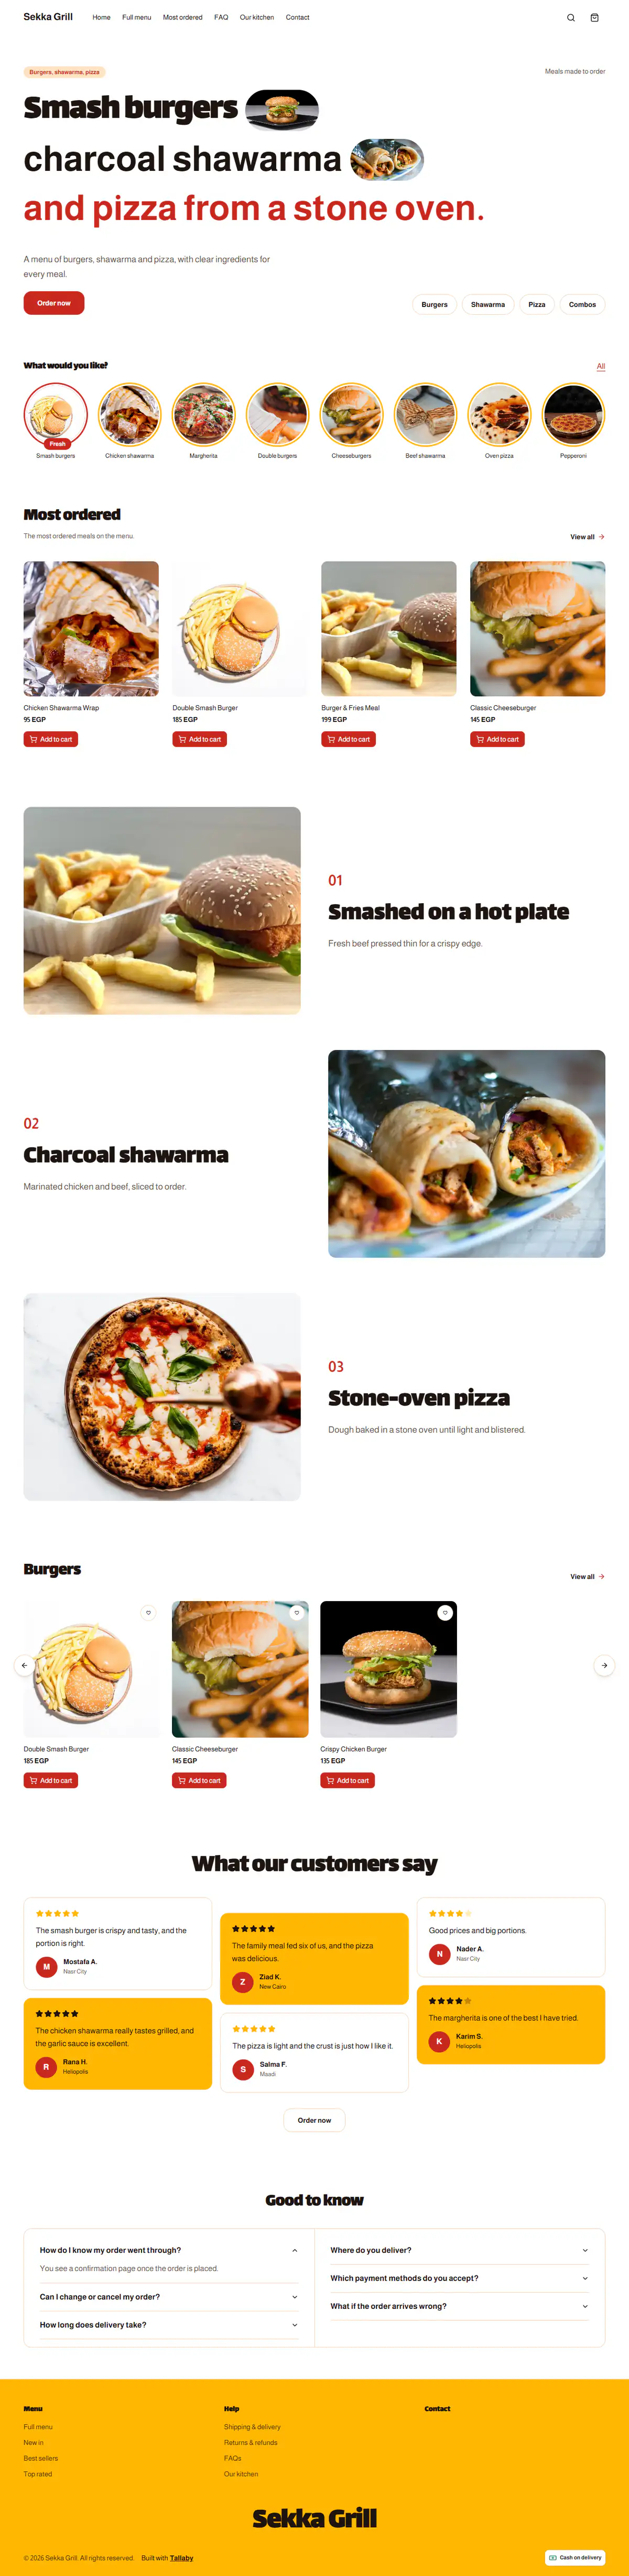 Sekka Grill
Home
Full menu
Most ordered
FAQ
Our kitchen
Contact
Burgers, shawarma, pizza
Meals made to order
Smash burgers
charcoal shawarma
and pizza from a stone oven.
A menu of burgers, shawarma and pizza, with clear ingredients for
every meal.
Order now
Burgers
Shawarma
Pizza
Combos
What would you like?
All
Fresh
Smash burgers
Chicken shawarma
Margherita
Double burgers
Cheeseburgers
Beef shawarma
Oven pizza
Pepperoni
Most ordered
The most ordered meals on the menu.
View all
Chicken Shawarma Wrap
95 EGP
Add to cart
Double Smash Burger
185 EGP
Add to cart
Burger & Fries Meal
199 EGP
Add to cart
Classic Cheeseburger
145 EGP
Add to cart
01
Smashed on a hot plate
Fresh beef pressed thin for a crispy edge.
02
Charcoal shawarma
Marinated chicken and beef, sliced to order.
03
Stone-oven pizza
Dough baked in a stone oven until light and blistered.
Burgers
View all
Double Smash Burger
185 EGP
Add to cart
Classic Cheeseburger
145 EGP
Add to cart
Crispy Chicken Burger
135 EGP
Add to cart
What our customers say
The smash burger is crispy and tasty, and the
portion is right.
M
Mostafa A.
Nasr City
The chicken shawarma really tastes grilled, and
the garlic sauce is excellent.
R
Rana H.
Heliopolis
The family meal fed six of us, and the pizza
was delicious.
Z
Ziad K.
New Cairo
The pizza is light and the crust is just how I like it.
S
Salma F.
Maadi
Good prices and big portions.
N
Nader A.
Nasr City
The margherita is one of the best I have tried.
K
Karim S.
Heliopolis
Order now
Good to know
How do I know my order went through?
You see a confirmation page once the order is placed.
Can I change or cancel my order?
How long does delivery take?
Where do you deliver?
Which payment methods do you accept?
What if the order arrives wrong?
Menu
Full menu
New in
Best sellers
Top rated
Help
Shipping & delivery
Returns & refunds
FAQs
Our kitchen
Contact
Sekka Grill
© 2026 Sekka Grill. All rights reserved.
Built with Tallaby
Cash on delivery